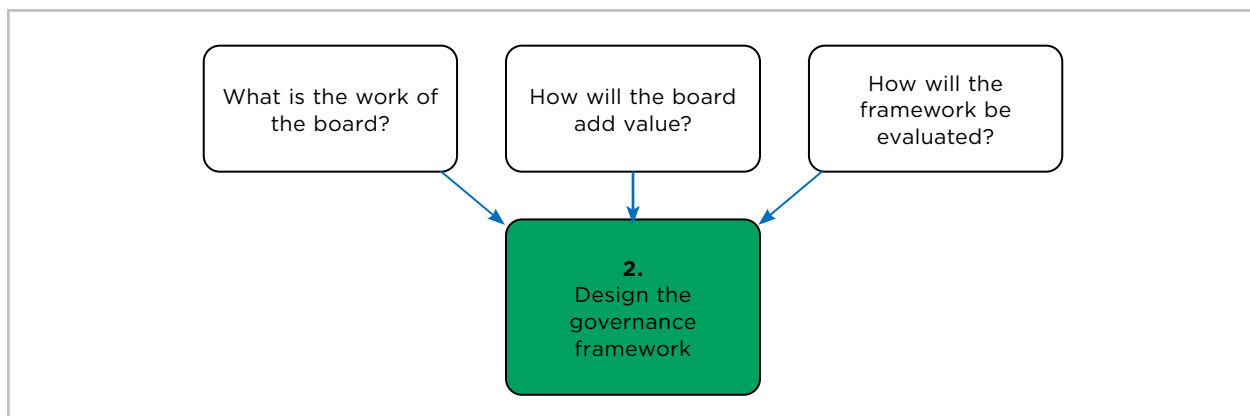 What is the work of
the board?
How will the board
add value?
How will the
framework be
evaluated?
2.
Design the
governance
framework